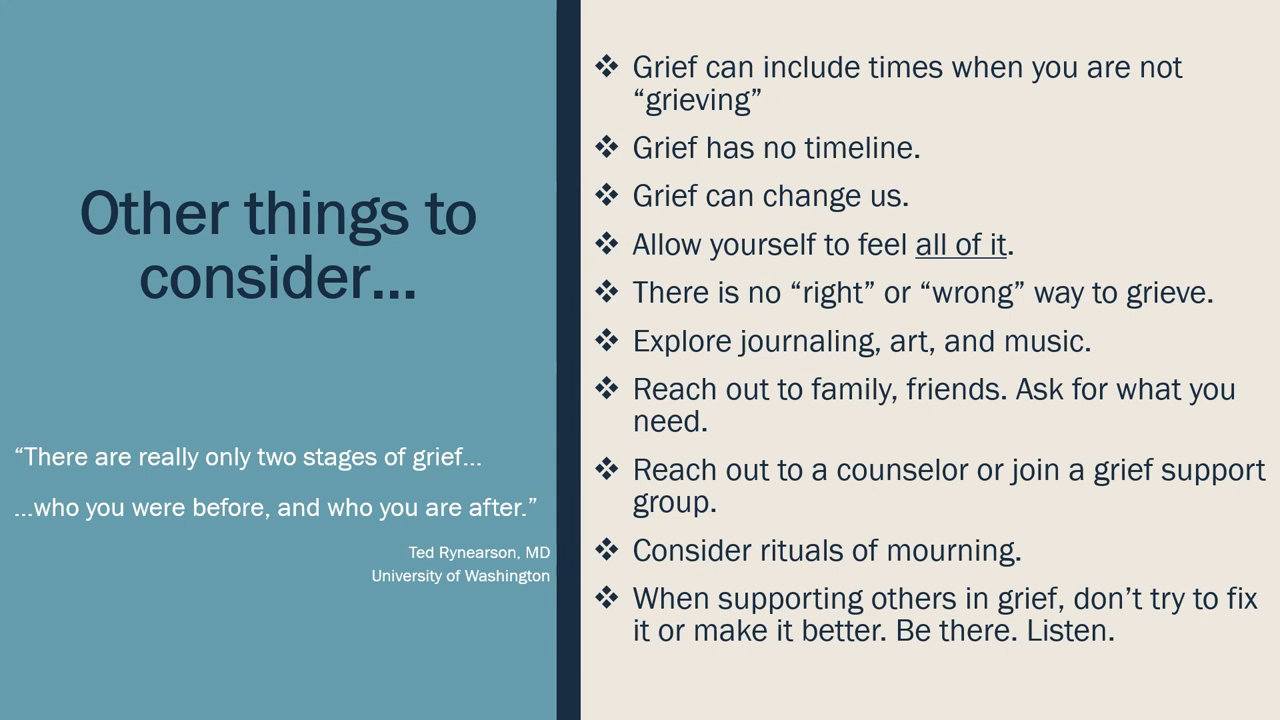 Other things to
consider...
“There are really only two stages of grief...
...who you were before, and who you are after.”
Ted Rynearson, MD
University of Washington
❖ Grief can include times when you are not
“grieving”
❖ Grief has no timeline.
❖ Grief can change us.
❖ Allow yourself to feel all of it.
❖ There is no “right” or “wrong” way to grieve.
❖ Explore journaling, art, and music.
❖ Reach out to family, friends. Ask for what you
need.
❖ Reach out to a counselor or join a grief support
group.
❖ Consider rituals of mourning.
❖ When supporting others in grief, don’t try to fix
it or make it better. Be there. Listen.